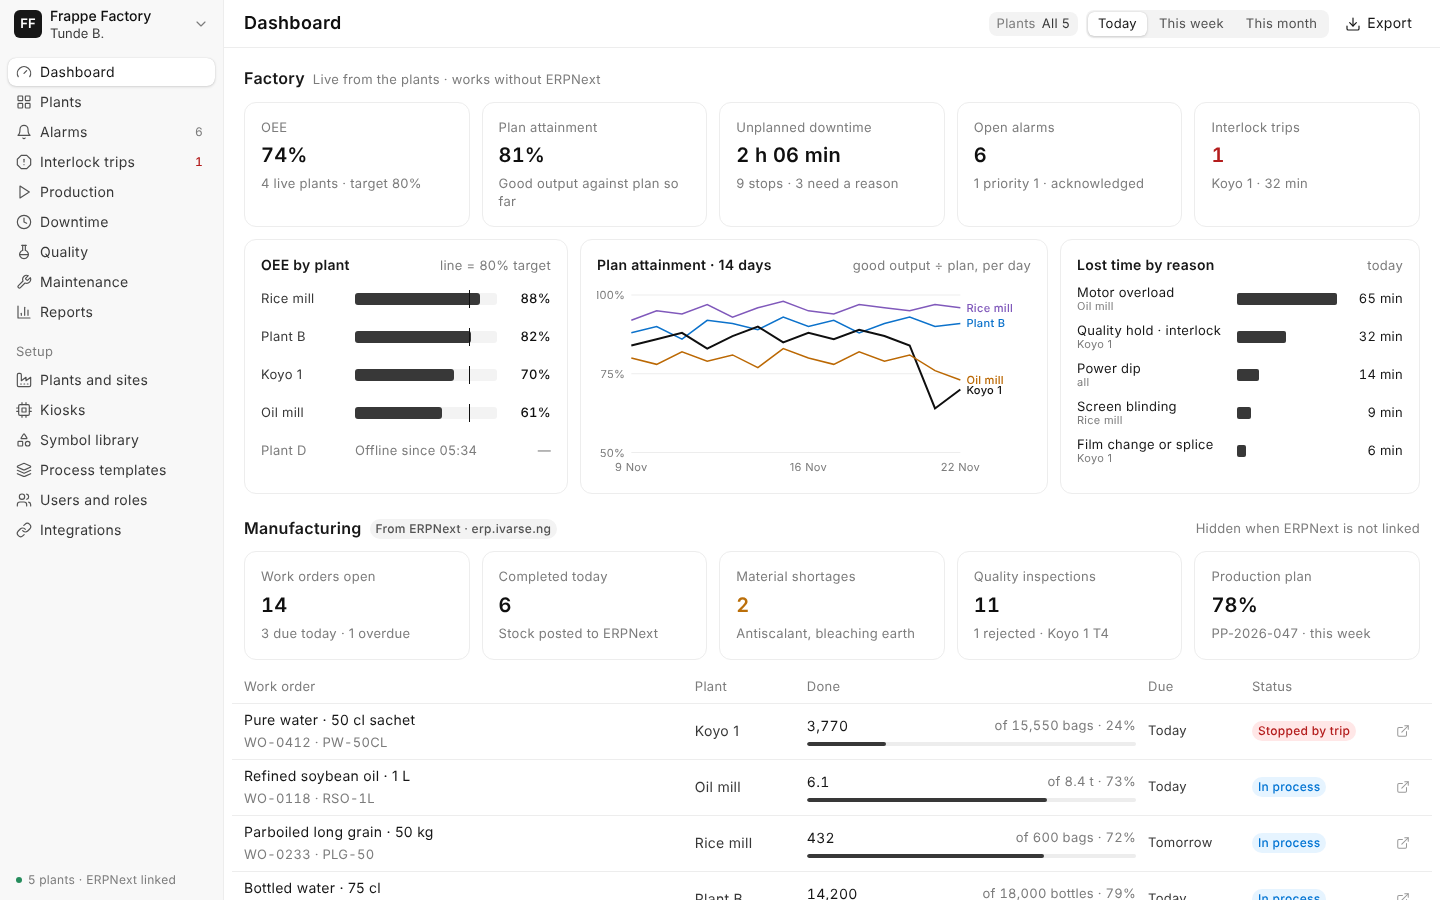 FF
Frappe Factory
Tunde B.
Dashboard
Plants
Alarms 6
Interlock trips 1
Production
Downtime
Quality
Maintenance
Reports
Setup
Plants and sites
Kiosks
Symbol library
Process templates
Users and roles
Integrations
5 plants · ERPNext linked
Dashboard
Plants All 5
Today This week This month
Export
Factory Live from the plants · works without ERPNext
OEE
74%
4 live plants · target 80%
Plan attainment
81%
Good output against plan so
far
Unplanned downtime
2 h 06 min
9 stops · 3 need a reason
Open alarms
6
1 priority 1 · acknowledged
Interlock trips
1
Koyo 1 · 32 min
OEE by plant line = 80% target
Rice mill 88%
Plant B 82%
Koyo 1 70%
Oil mill 61%
Plant D Offline since 05:34 —
Plan attainment · 14 days good output ÷ plan, per day
100%
75%
50%
Rice mill
Plant B
Oil mill
Koyo 1
9 Nov 16 Nov 22 Nov
Lost time by reason today
Motor overload 65 min
Oil mill
Quality hold · interlock 32 min
Koyo 1
Power dip 14 min
all
Screen blinding 9 min
Rice mill
Film change or splice 6 min
Koyo 1
Manufacturing From ERPNext · erp.ivarse.ng Hidden when ERPNext is not linked
Work orders open
14
3 due today · 1 overdue
Completed today
6
Stock posted to ERPNext
Material shortages
2
Antiscalant, bleaching earth
Quality inspections
11
1 rejected · Koyo 1 T4
Production plan
78%
PP-2026-047 · this week
Work order Plant Done Due Status
Pure water · 50 cl sachet
WO-0412 · PW-50CL
Koyo 1
3,770 of 15,550 bags · 24%
Today
Stopped by trip
Refined soybean oil · 1 L
WO-0118 · RSO-1L
Oil mill
6.1 of 8.4 t · 73%
Today
In process
Parboiled long grain · 50 kg
WO-0233 · PLG-50
Rice mill
432 of 600 bags · 72%
Tomorrow
In process
Bottled water · 75 cl
Plant B
14,200 of 18,000 bottles · 79%
Today
In process